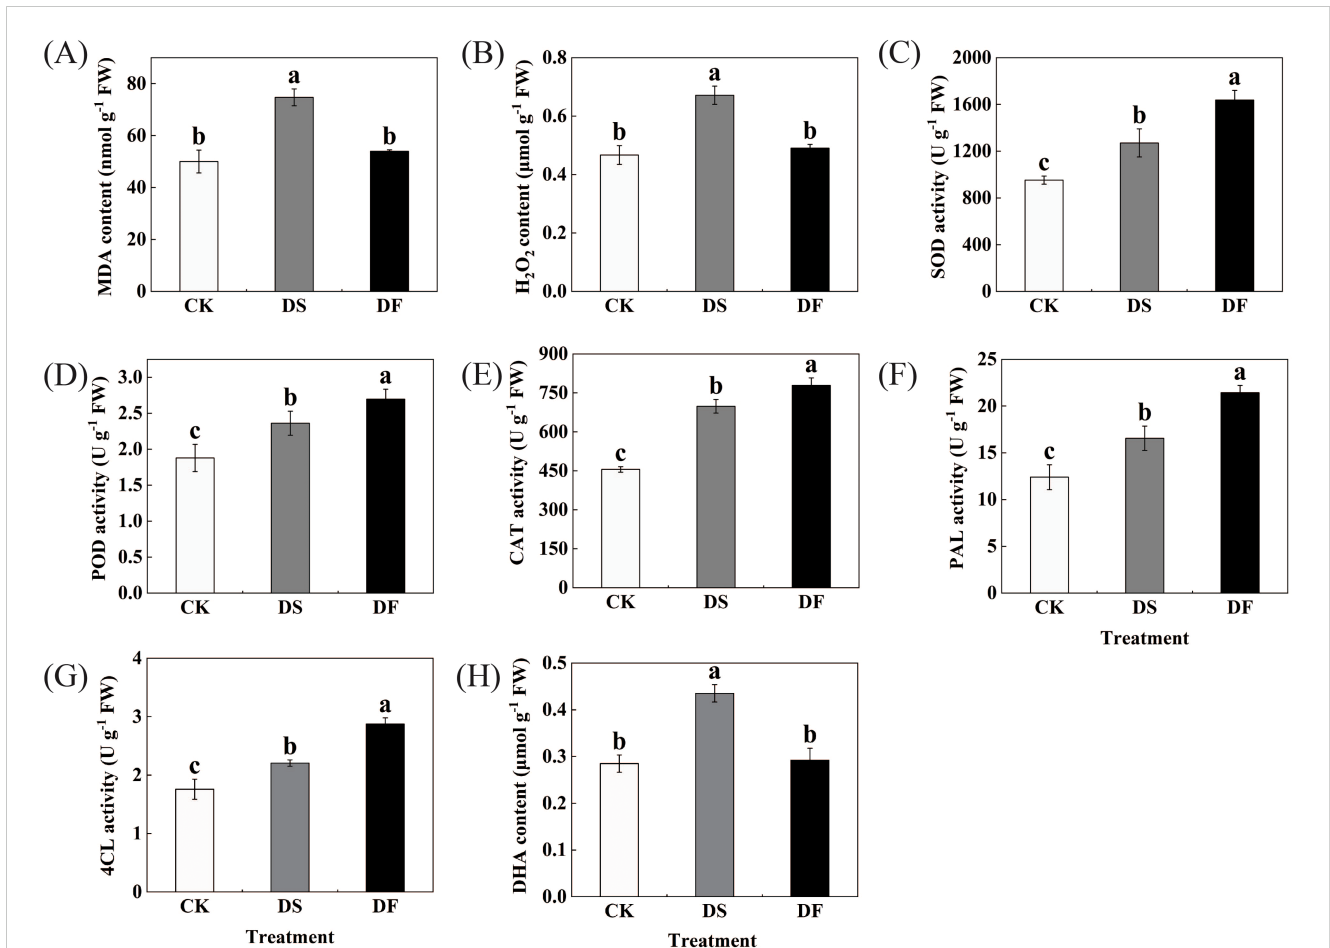 (A)
MDA content (nmol g⁻¹ FW)
80
60
40
20
0
b
a
b
CK DS DF
(B)
H₂O₂ content (μmol g⁻¹ FW)
0.8
0.6
0.4
0.2
0.0
b
a
b
CK DS DF
(C)
SOD activity (U g⁻¹ FW)
2000
1600
1200
800
400
0
c
b
a
CK DS DF
(D)
POD activity (U g⁻¹ FW)
3.0
2.5
2.0
1.5
1.0
0.5
0.0
c
b
a
CK DS DF
(E)
CAT activity (U g⁻¹ FW)
900
750
600
450
300
150
0
c
b
a
CK DS DF
(F)
PAL activity (U g⁻¹ FW)
25
20
15
10
5
0
c
b
a
CK DS DF
Treatment
(G)
4CL activity (U g⁻¹ FW)
4
3
2
1
0
c
b
a
CK DS DF
Treatment
(H)
DHA content (μmol g⁻¹ FW)
0.5
0.4
0.3
0.2
0.1
0.0
b
a
b
CK DS DF
Treatment